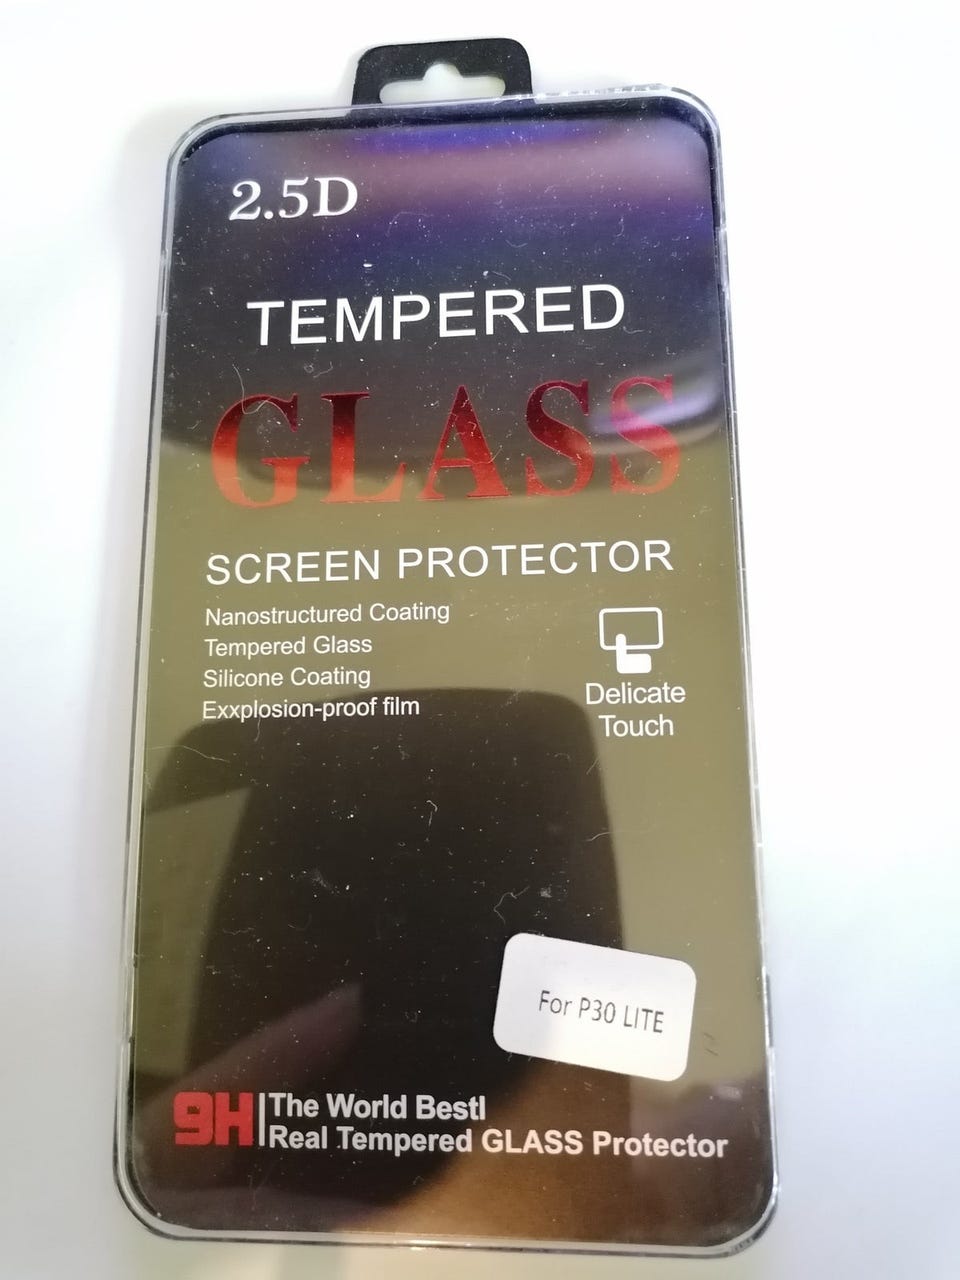 2.5D
TEMPERED
GLASS
SCREEN PROTECTOR
Nanostructured Coating
Tempered Glass
Silicone Coating
Exxplosion-proof film
Delicate
Touch
For P30 LITE
9H
The World Bestl
Real Tempered GLASS Protector